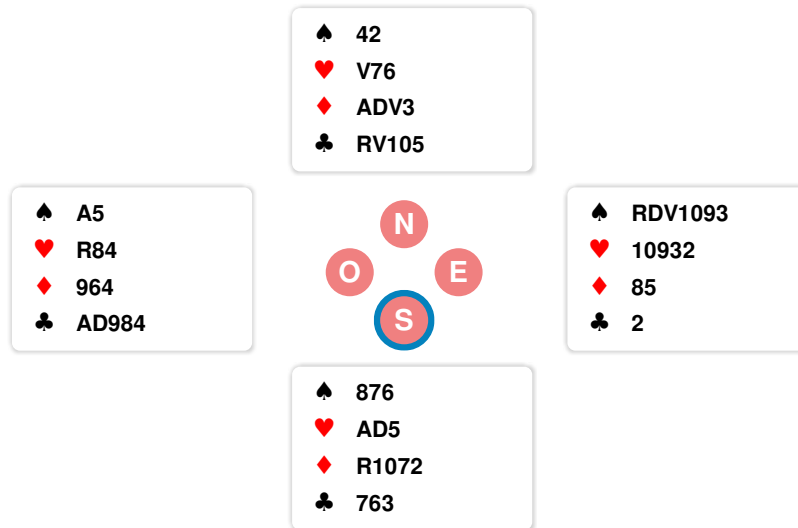 ♠ 42
♥ V76
♦ ADV3
♣ RV105
♠ A5
♥ R84
♦ 964
♣ AD984
N
O E
S
♠ RDV1093
♥ 10932
♦ 85
♣ 2
♠ 876
♥ AD5
♦ R1072
♣ 763